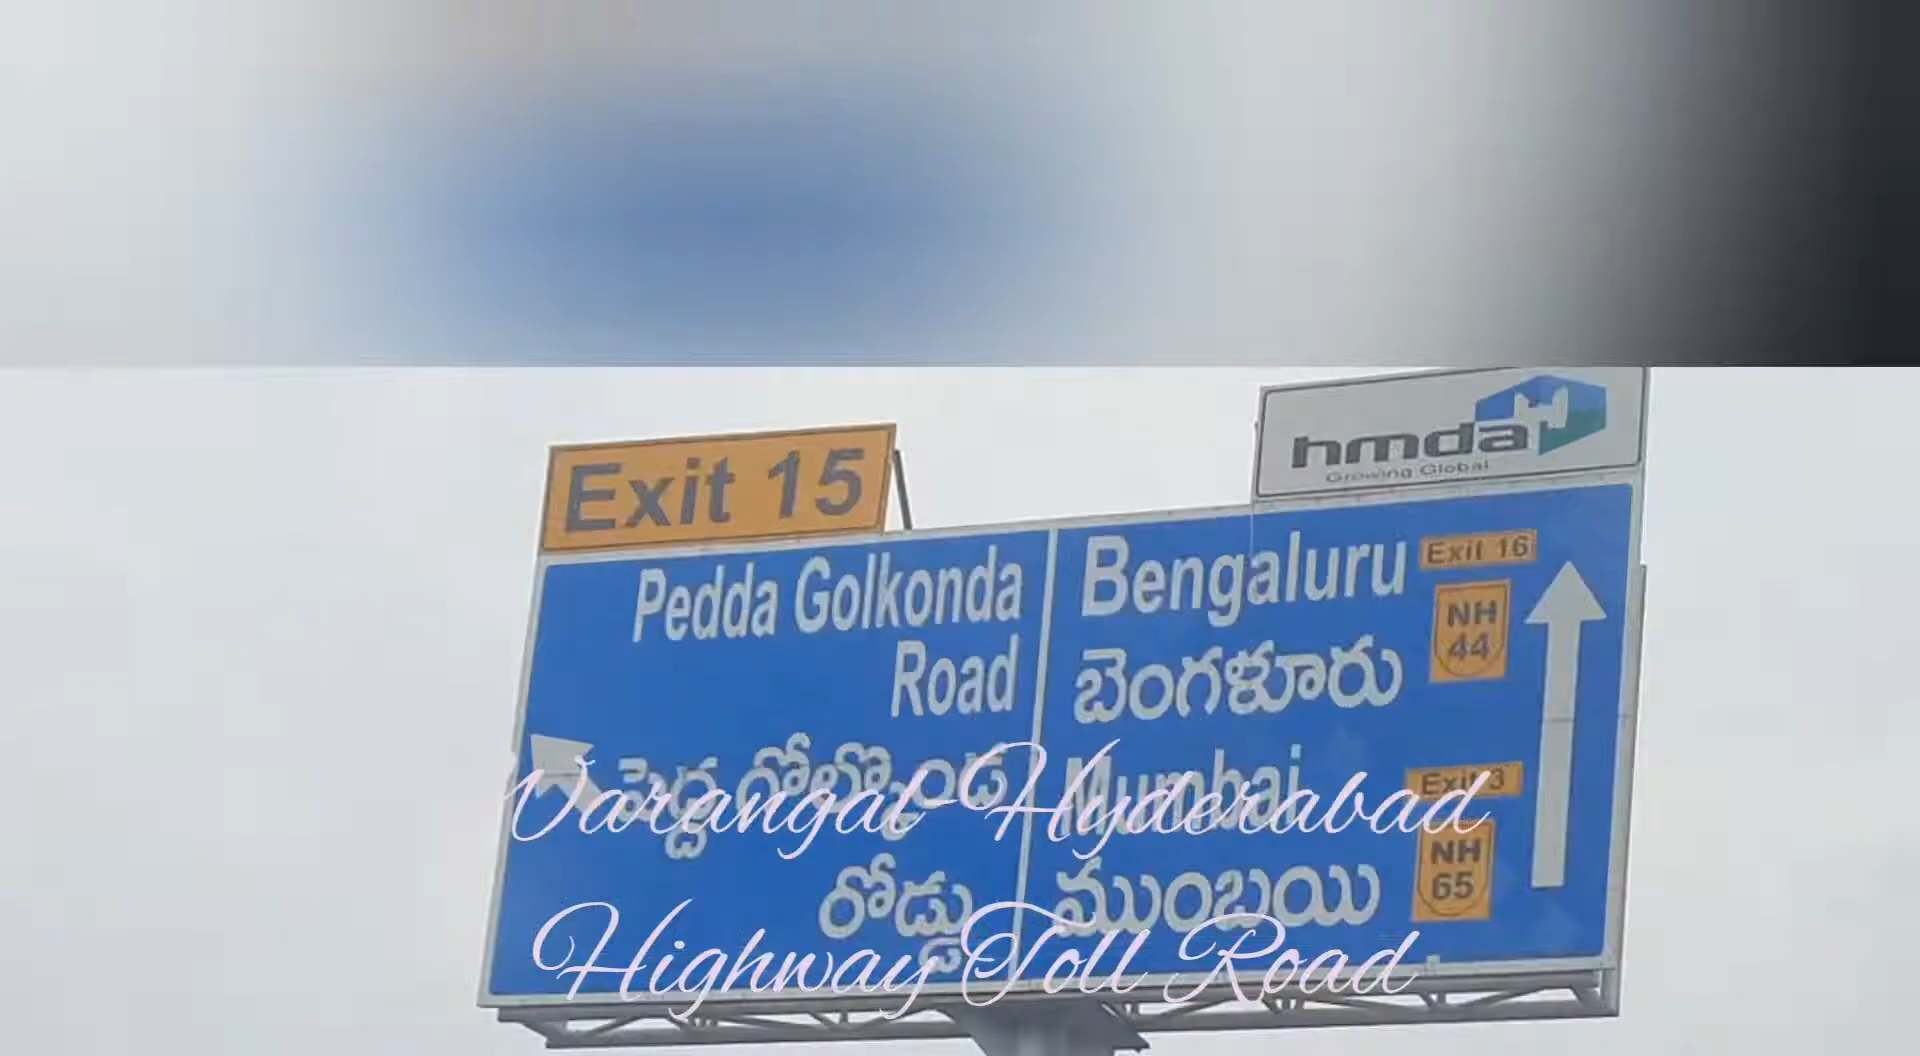 Exit 15
hmda
Growing Global
Pedda Golkonda
Road
పెద్ద గోల్కొండ
రోడ్డు
Bengaluru
Exit 16
NH
44
బెంగళూరు
Mumbai
Exit 3
NH
65
ముంబయి
Warangal-Hyderabad
Highway Toll Road